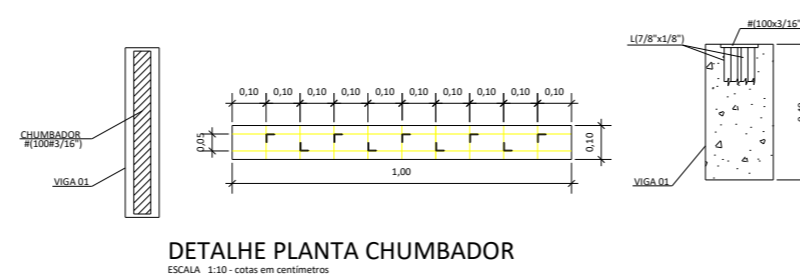 CHUMBADOR
#(100#3/16")
VIGA 01
0,10 0,10 0,10 0,10 0,10 0,10 0,10 0,10 0,10 0,10
0,05
0,10
1,00
L(7/8"x1/8")
#(100x3/16"
VIGA 01
DETALHE PLANTA CHUMBADOR
ESCALA 1:10 - cotas em centímetros